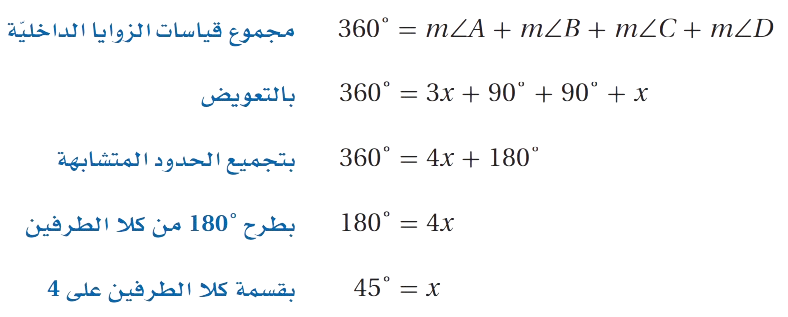 360° = m∠A + m∠B + m∠C + m∠D مجموع قياسات الزوايا الداخليّة
360° = 3x + 90° + 90° + x بالتعويض
360° = 4x + 180° بتجميع الحدود المتشابهة
180° = 4x بطرح 180° من كلا الطرفين
45° = x بقسمة كلا الطرفين على 4